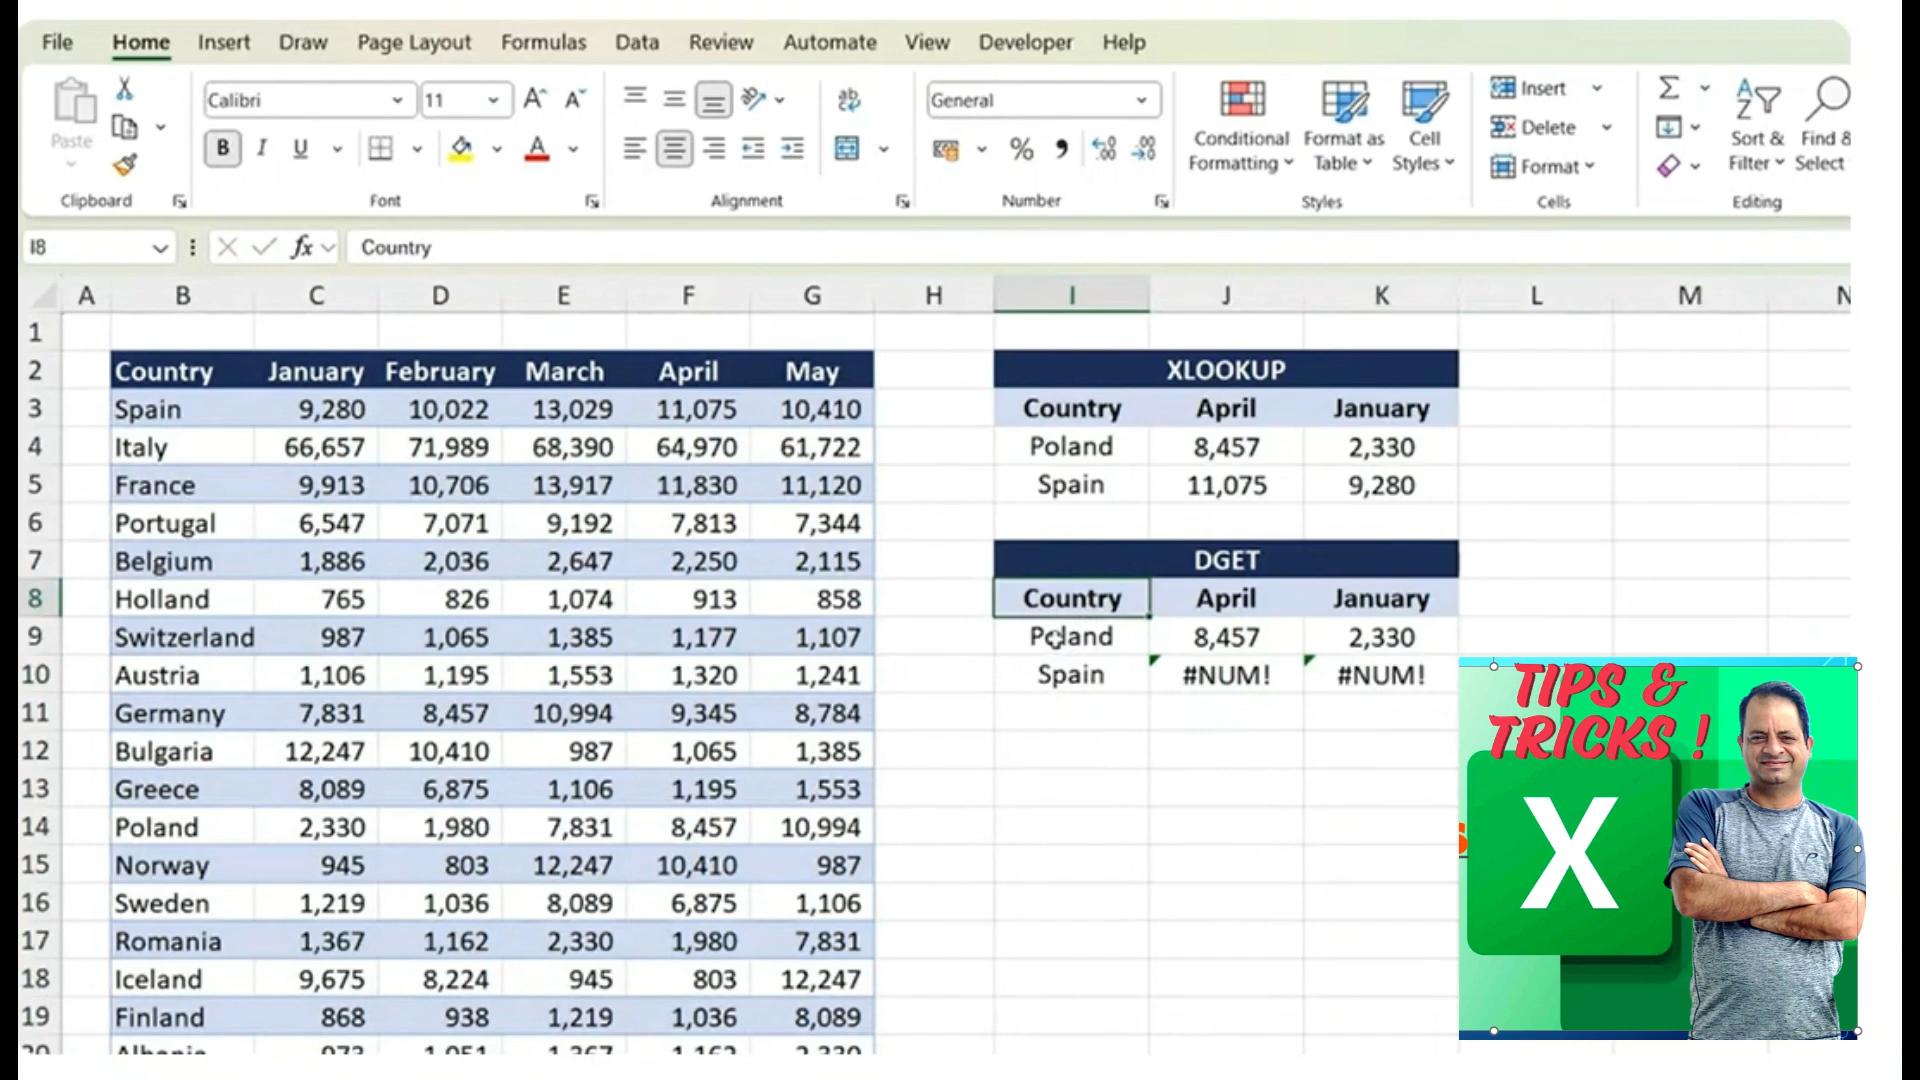 File Home Insert Draw Page Layout Formulas Data Review Automate View Developer Help
Paste
Calibri 11
General
Conditional Formatting
Format as Table
Cell Styles
Insert
Delete
Format
Sort & Filter
Find & Select
B I U
Clipboard Font Alignment Number Styles Cells Editing
I8 fx Country
A B C D E F G H I J K L M N
1
2 Country January February March April May XLOOKUP
3 Spain 9,280 10,022 13,029 11,075 10,410 Country April January
4 Italy 66,657 71,989 68,390 64,970 61,722 Poland 8,457 2,330
5 France 9,913 10,706 13,917 11,830 11,120 Spain 11,075 9,280
6 Portugal 6,547 7,071 9,192 7,813 7,344
7 Belgium 1,886 2,036 2,647 2,250 2,115 DGET
8 Holland 765 826 1,074 913 858 Country April January
9 Switzerland 987 1,065 1,385 1,177 1,107 Poland 8,457 2,330
10 Austria 1,106 1,195 1,553 1,320 1,241 Spain #NUM! #NUM!
11 Germany 7,831 8,457 10,994 9,345 8,784
12 Bulgaria 12,247 10,410 987 1,065 1,385
13 Greece 8,089 6,875 1,106 1,195 1,553
14 Poland 2,330 1,980 7,831 8,457 10,994
15 Norway 945 803 12,247 10,410 987
16 Sweden 1,219 1,036 8,089 6,875 1,106
17 Romania 1,367 1,162 2,330 1,980 7,831
18 Iceland 9,675 8,224 945 803 12,247
19 Finland 868 938 1,219 1,036 8,089
TIPS &
TRICKS !
X